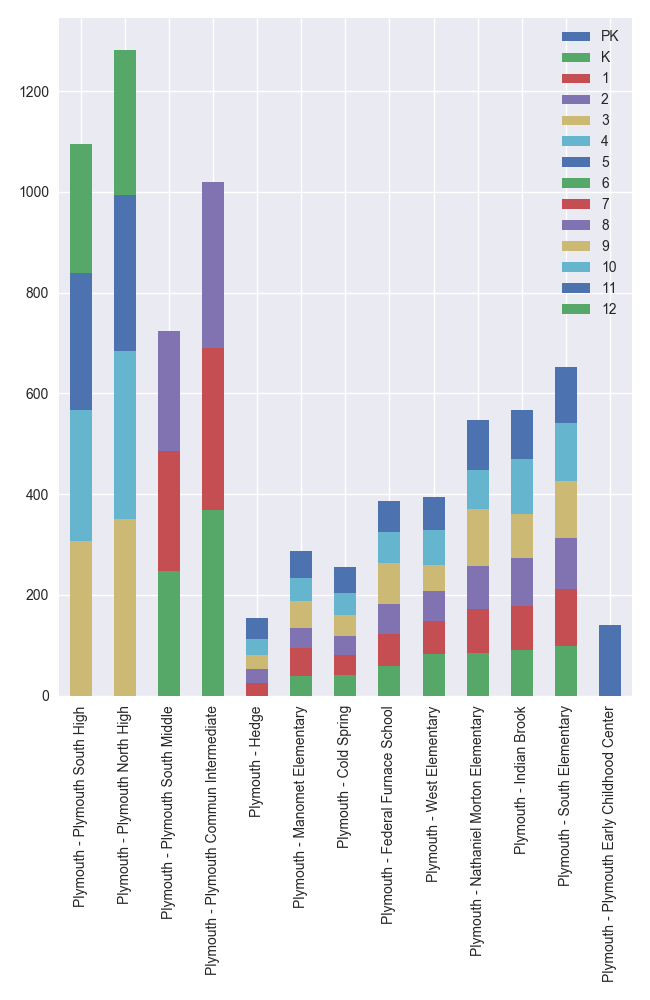 1200
1000
800
600
400
200
0
PK
K
1
2
3
4
5
6
7
8
9
10
11
12
Plymouth - Plymouth South High
Plymouth - Plymouth North High
Plymouth - Plymouth South Middle
Plymouth - Plymouth Commun Intermediate
Plymouth - Hedge
Plymouth - Manomet Elementary
Plymouth - Cold Spring
Plymouth - Federal Furnace School
Plymouth - West Elementary
Plymouth - Nathaniel Morton Elementary
Plymouth - Indian Brook
Plymouth - South Elementary
Plymouth - Plymouth Early Childhood Center